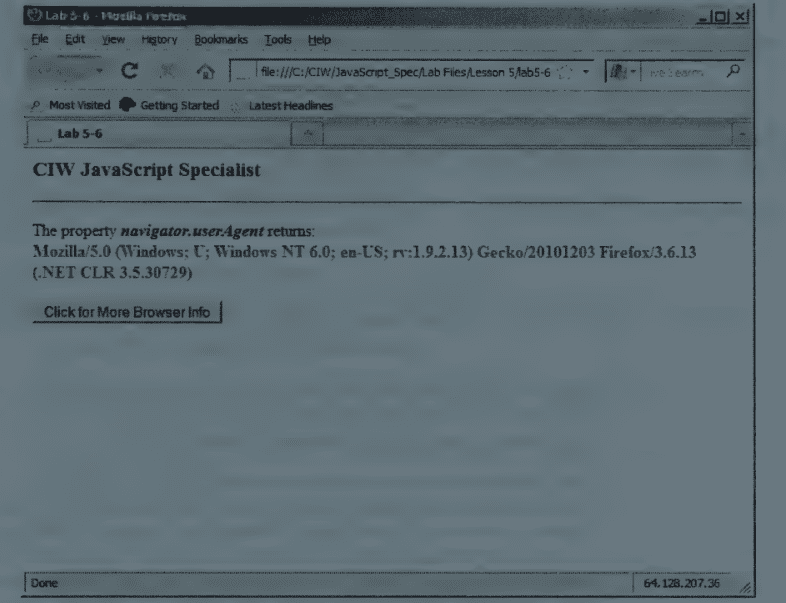 Lab 5-6 - Mozilla Firefox
File Edit View History Bookmarks Tools Help
file:///C:/CIW/JavaScript_Spec/Lab Files/Lesson 5/lab5-6
Most Visited Getting Started Latest Headlines
Lab 5-6
CIW JavaScript Specialist
The property navigator.userAgent returns:
Mozilla/5.0 (Windows; U; Windows NT 6.0; en-US; rv:1.9.2.13) Gecko/20101203 Firefox/3.6.13
(.NET CLR 3.5.30729)
Click for More Browser Info
Done 64.128.207.36